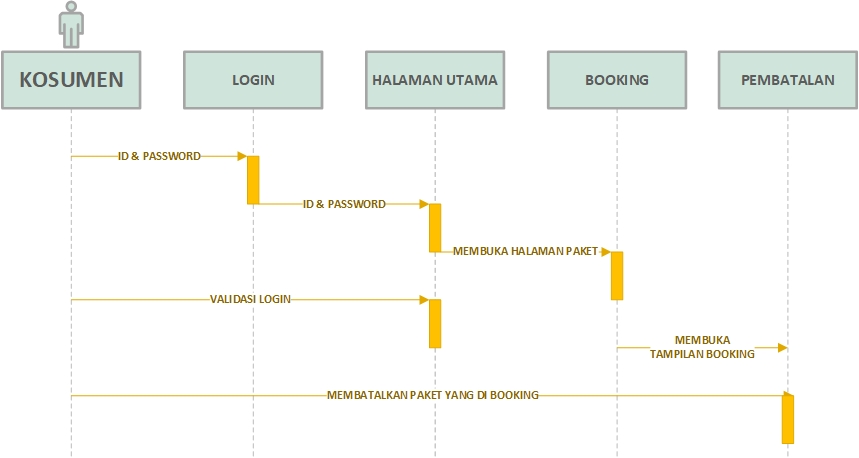 KOSUMEN
LOGIN
HALAMAN UTAMA
BOOKING
PEMBATALAN
ID & PASSWORD
ID & PASSWORD
MEMBUKA HALAMAN PAKET
VALIDASI LOGIN
MEMBUKA
TAMPILAN BOOKING
MEMBATALKAN PAKET YANG DI BOOKING